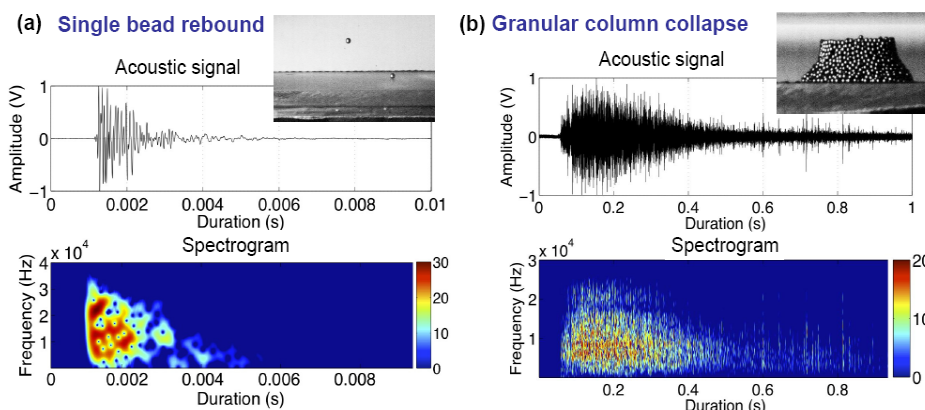 (a) Single bead rebound
Acoustic signal
Amplitude (V)
1
0
−1
0 0.002 0.004 0.006 0.008 0.01
Duration (s)
Spectrogram
x 10⁴
Frequency (Hz)
4
3
2
1
0
0 0.002 0.004 0.006 0.008
Duration (s)
30
20
10
0
(b) Granular column collapse
Acoustic signal
Amplitude (V)
1
0
−1
0 0.2 0.4 0.6 0.8 1
Duration (s)
Spectrogram
x 10⁴
Frequency (Hz)
3
2
1
0.2 0.4 0.6 0.8
Duration (s)
20
10
0